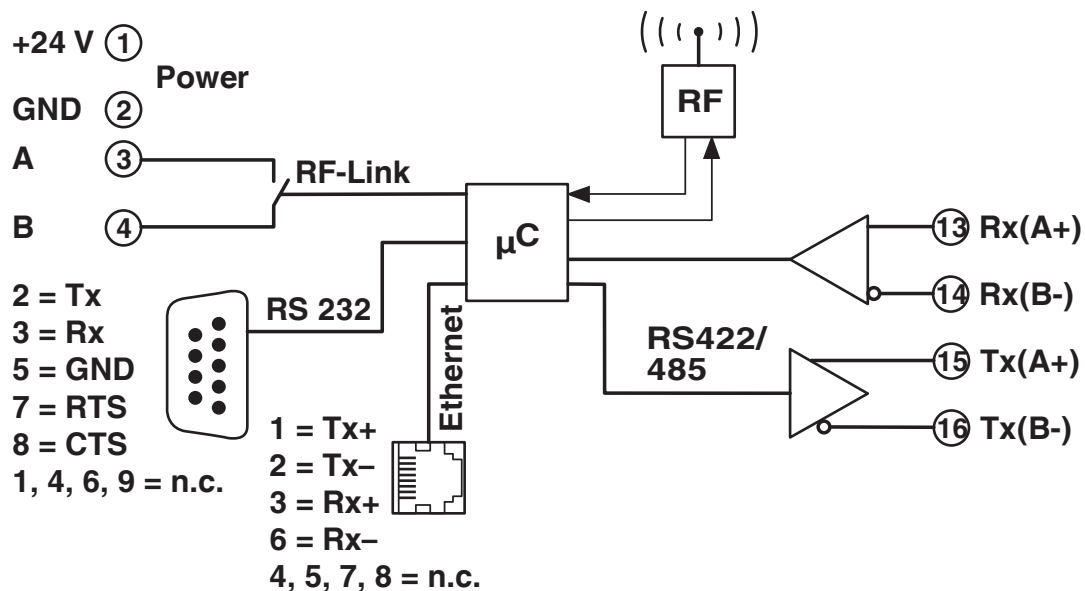 +24 V 1
Power
GND 2
A 3
B 4
RF-Link
RF
µC
13 Rx(A+)
14 Rx(B-)
15 Tx(A+)
16 Tx(B-)
RS422/
485
RS 232
2 = Tx
3 = Rx
5 = GND
7 = RTS
8 = CTS
1, 4, 6, 9 = n.c.
Ethernet
1 = Tx+
2 = Tx–
3 = Rx+
6 = Rx–
4, 5, 7, 8 = n.c.